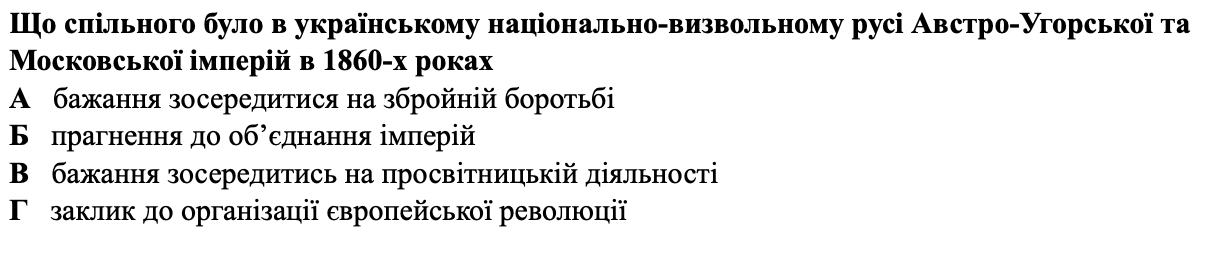 Що спільного було в українському національно-визвольному русі Австро-Угорської та
Московської імперій в 1860-х роках
А бажання зосередитися на збройній боротьбі
Б прагнення до об’єднання імперій
В бажання зосередитись на просвітницькій діяльності
Г заклик до організації європейської революції